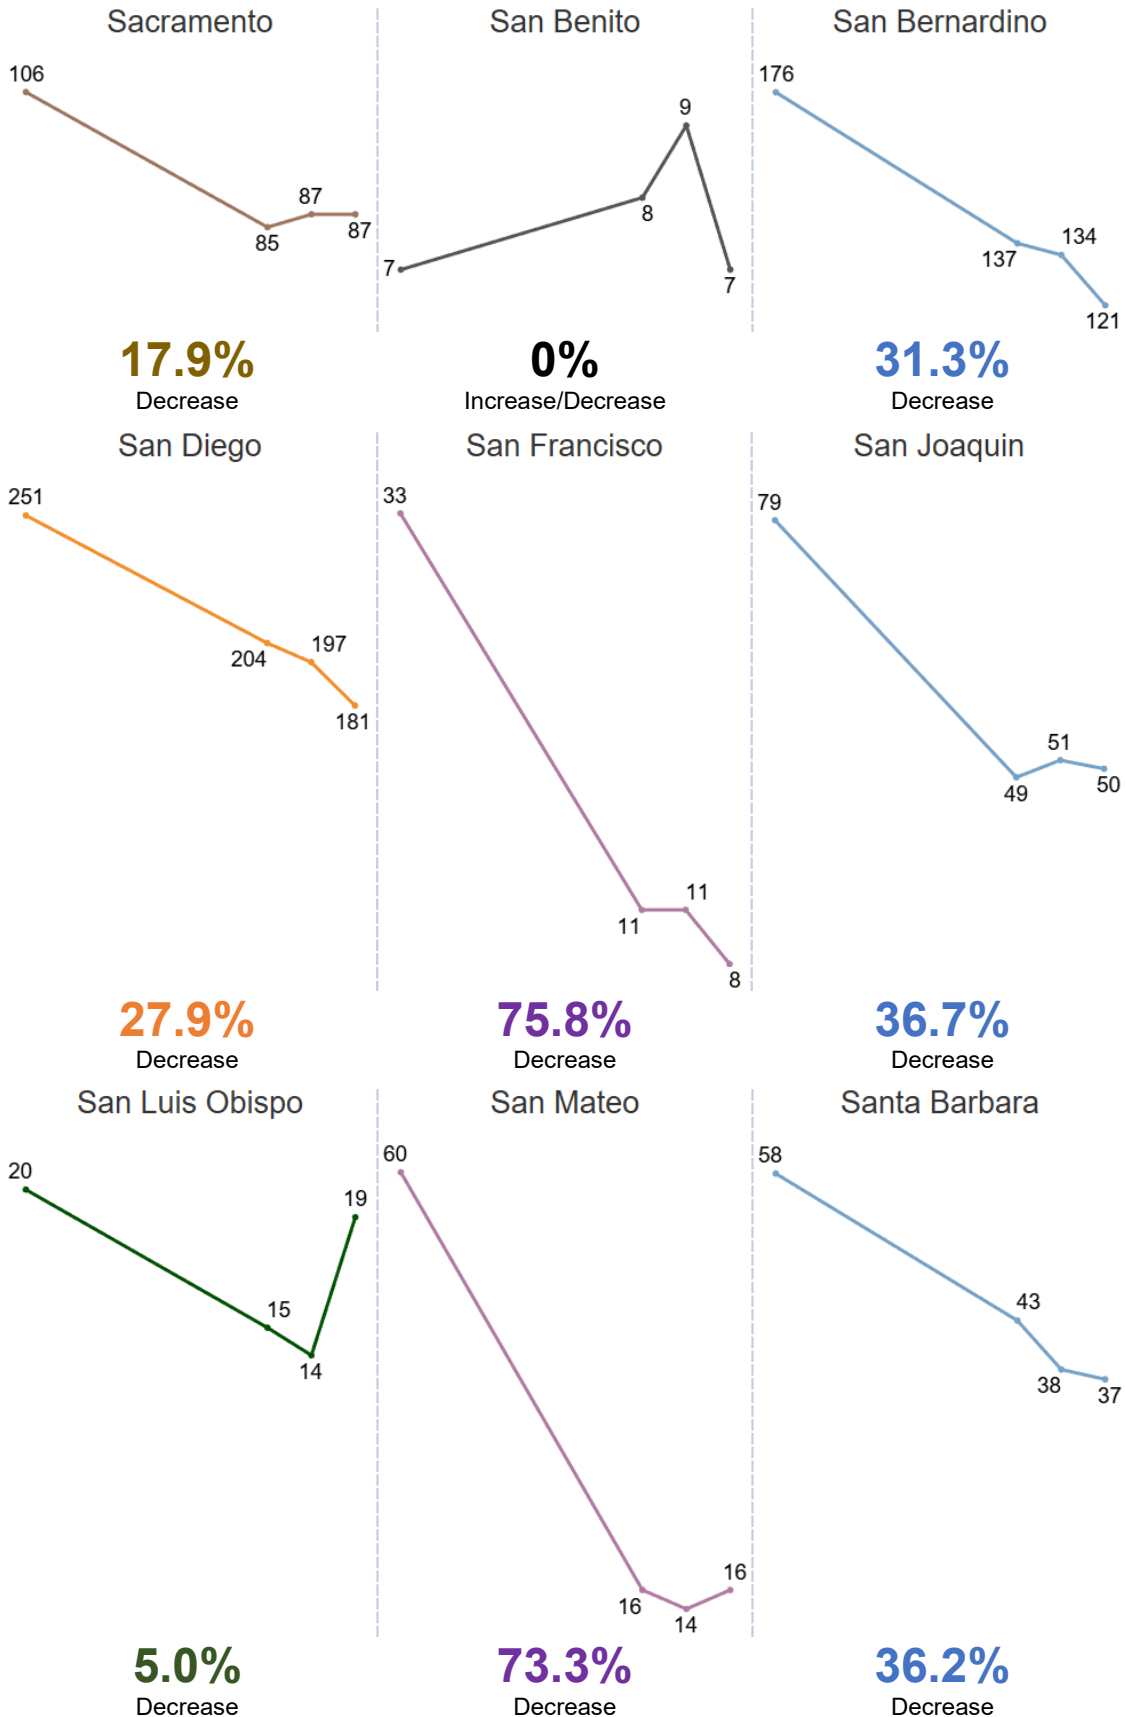 Sacramento
106
85
87
87
17.9%
Decrease
San Benito
7
8
9
7
0%
Increase/Decrease
San Bernardino
176
137
134
121
31.3%
Decrease
San Diego
251
204
197
181
27.9%
Decrease
San Francisco
33
11
11
8
75.8%
Decrease
San Joaquin
79
49
51
50
36.7%
Decrease
San Luis Obispo
20
15
14
19
5.0%
Decrease
San Mateo
60
16
14
16
73.3%
Decrease
Santa Barbara
58
43
38
37
36.2%
Decrease